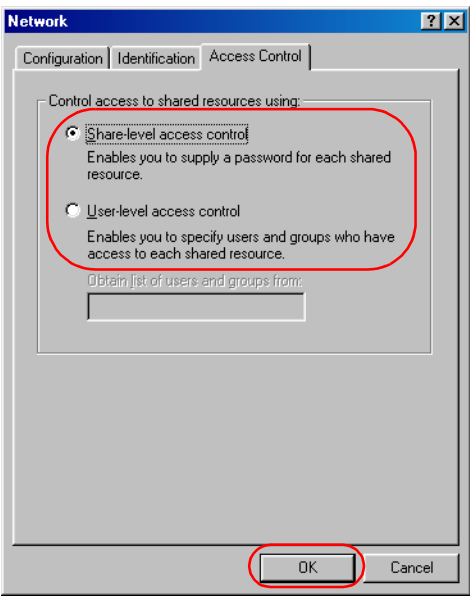 Network
Configuration Identification Access Control
Control access to shared resources using:
Share-level access control
Enables you to supply a password for each shared
resource.
User-level access control
Enables you to specify users and groups who have
access to each shared resource.
Obtain list of users and groups from:
OK Cancel